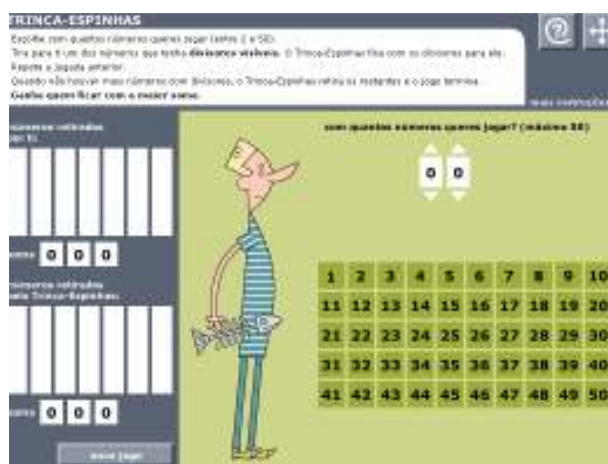 TRINCA-ESPINHAS
Escolhe com quantos números queres jogar (entre 2 e 50).
Tira para ti um dos números que tenha divisores visíveis. O Trinca-Espinhas fica com os divisores para ele.
Repete a jogada anterior.
Quando não houver mais números com divisores, o Trinca-Espinhas retira os restantes e o jogo termina.
Ganha quem ficar com a maior soma.
mais instruções
números retirados
por ti:
0 0 0
números retirados
pelo Trinca-Espinhas:
0 0 0
novo jogo
com quantos números queres jogar? (máximo 50)
0 0
1 2 3 4 5 6 7 8 9 10
11 12 13 14 15 16 17 18 19 20
21 22 23 24 25 26 27 28 29 30
31 32 33 34 35 36 37 38 39 40
41 42 43 44 45 46 47 48 49 50